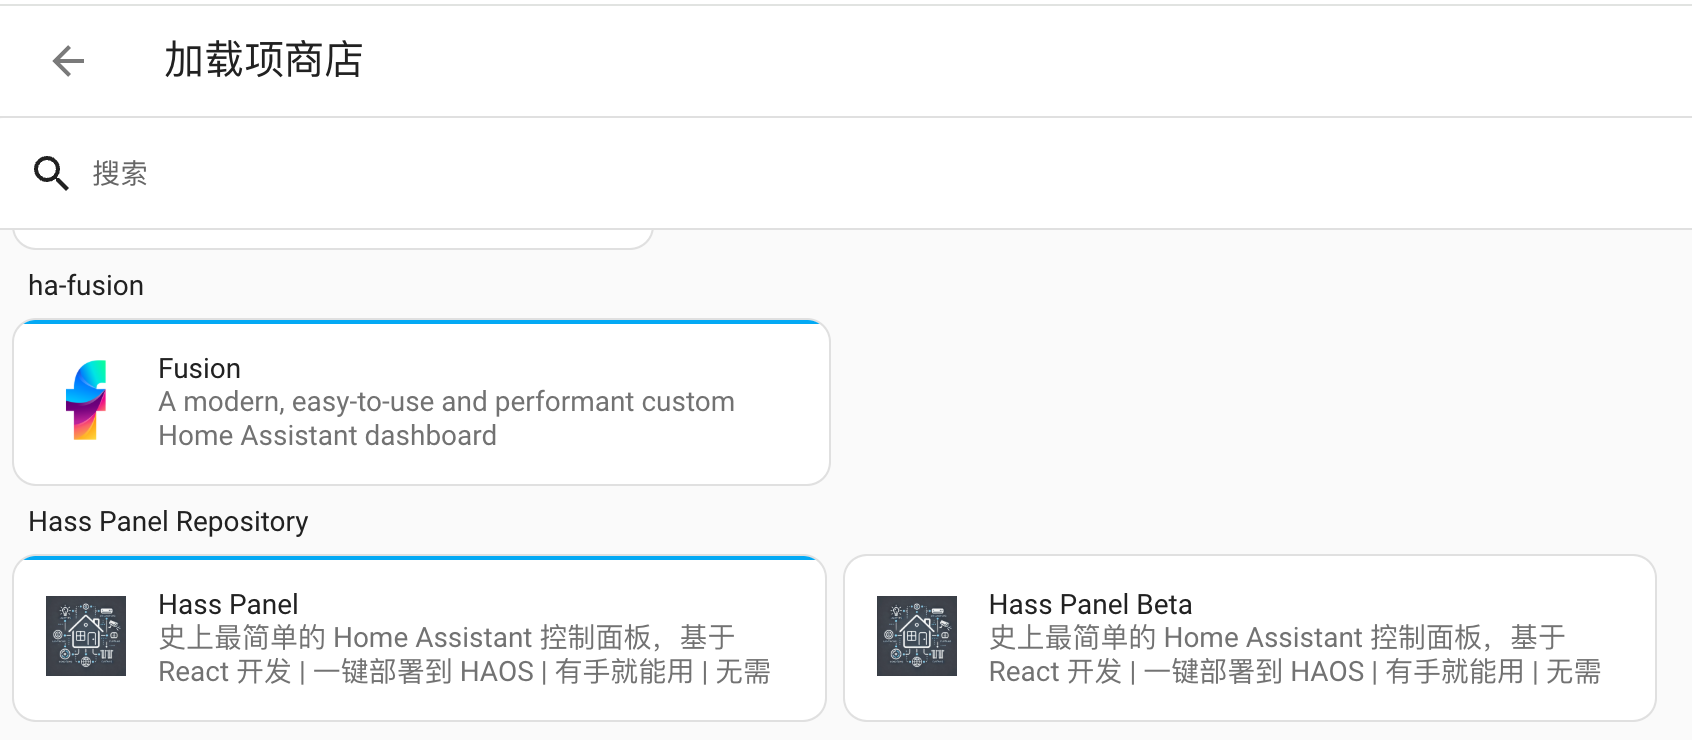 加载项商店
搜索
ha-fusion
Fusion
A modern, easy-to-use and performant custom
Home Assistant dashboard
Hass Panel Repository
Hass Panel
史上最简单的 Home Assistant 控制面板，基于
React 开发 | 一键部署到 HAOS | 有手就能用 | 无需
Hass Panel Beta
史上最简单的 Home Assistant 控制面板，基于
React 开发 | 一键部署到 HAOS | 有手就能用 | 无需